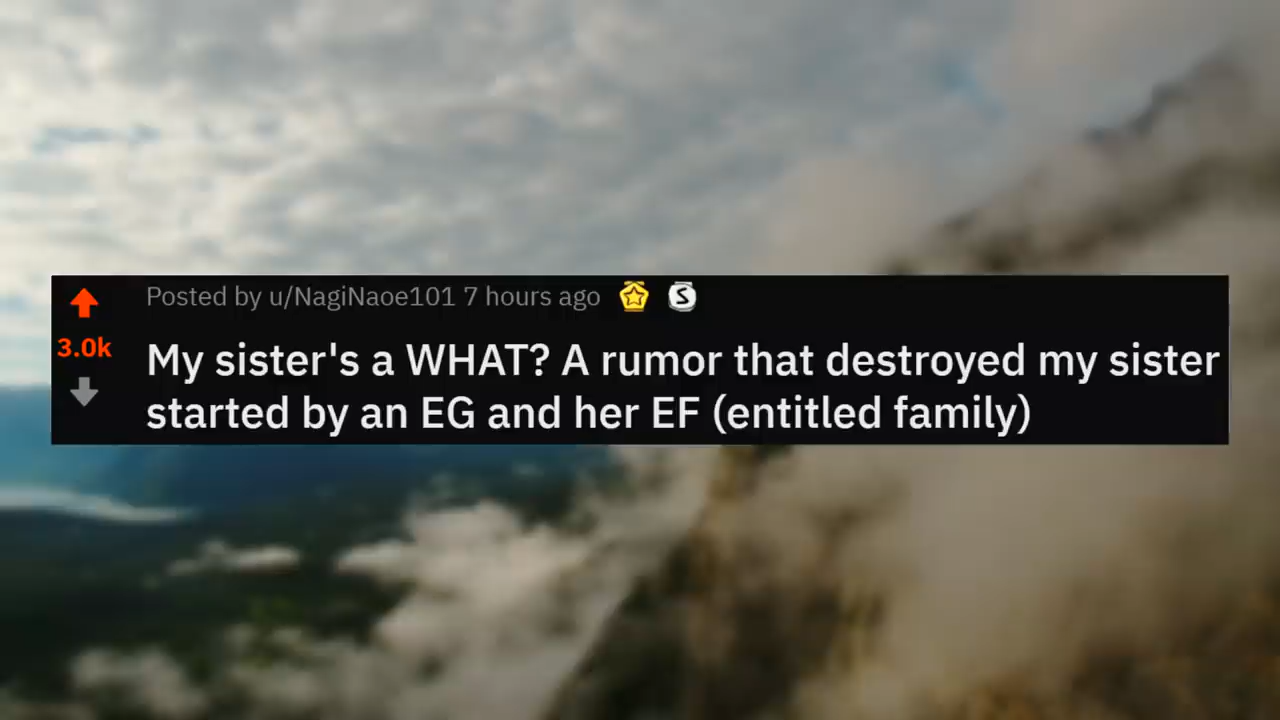 Posted by u/NagiNaoe101 7 hours ago
3.0k
My sister's a WHAT? A rumor that destroyed my sister
started by an EG and her EF (entitled family)